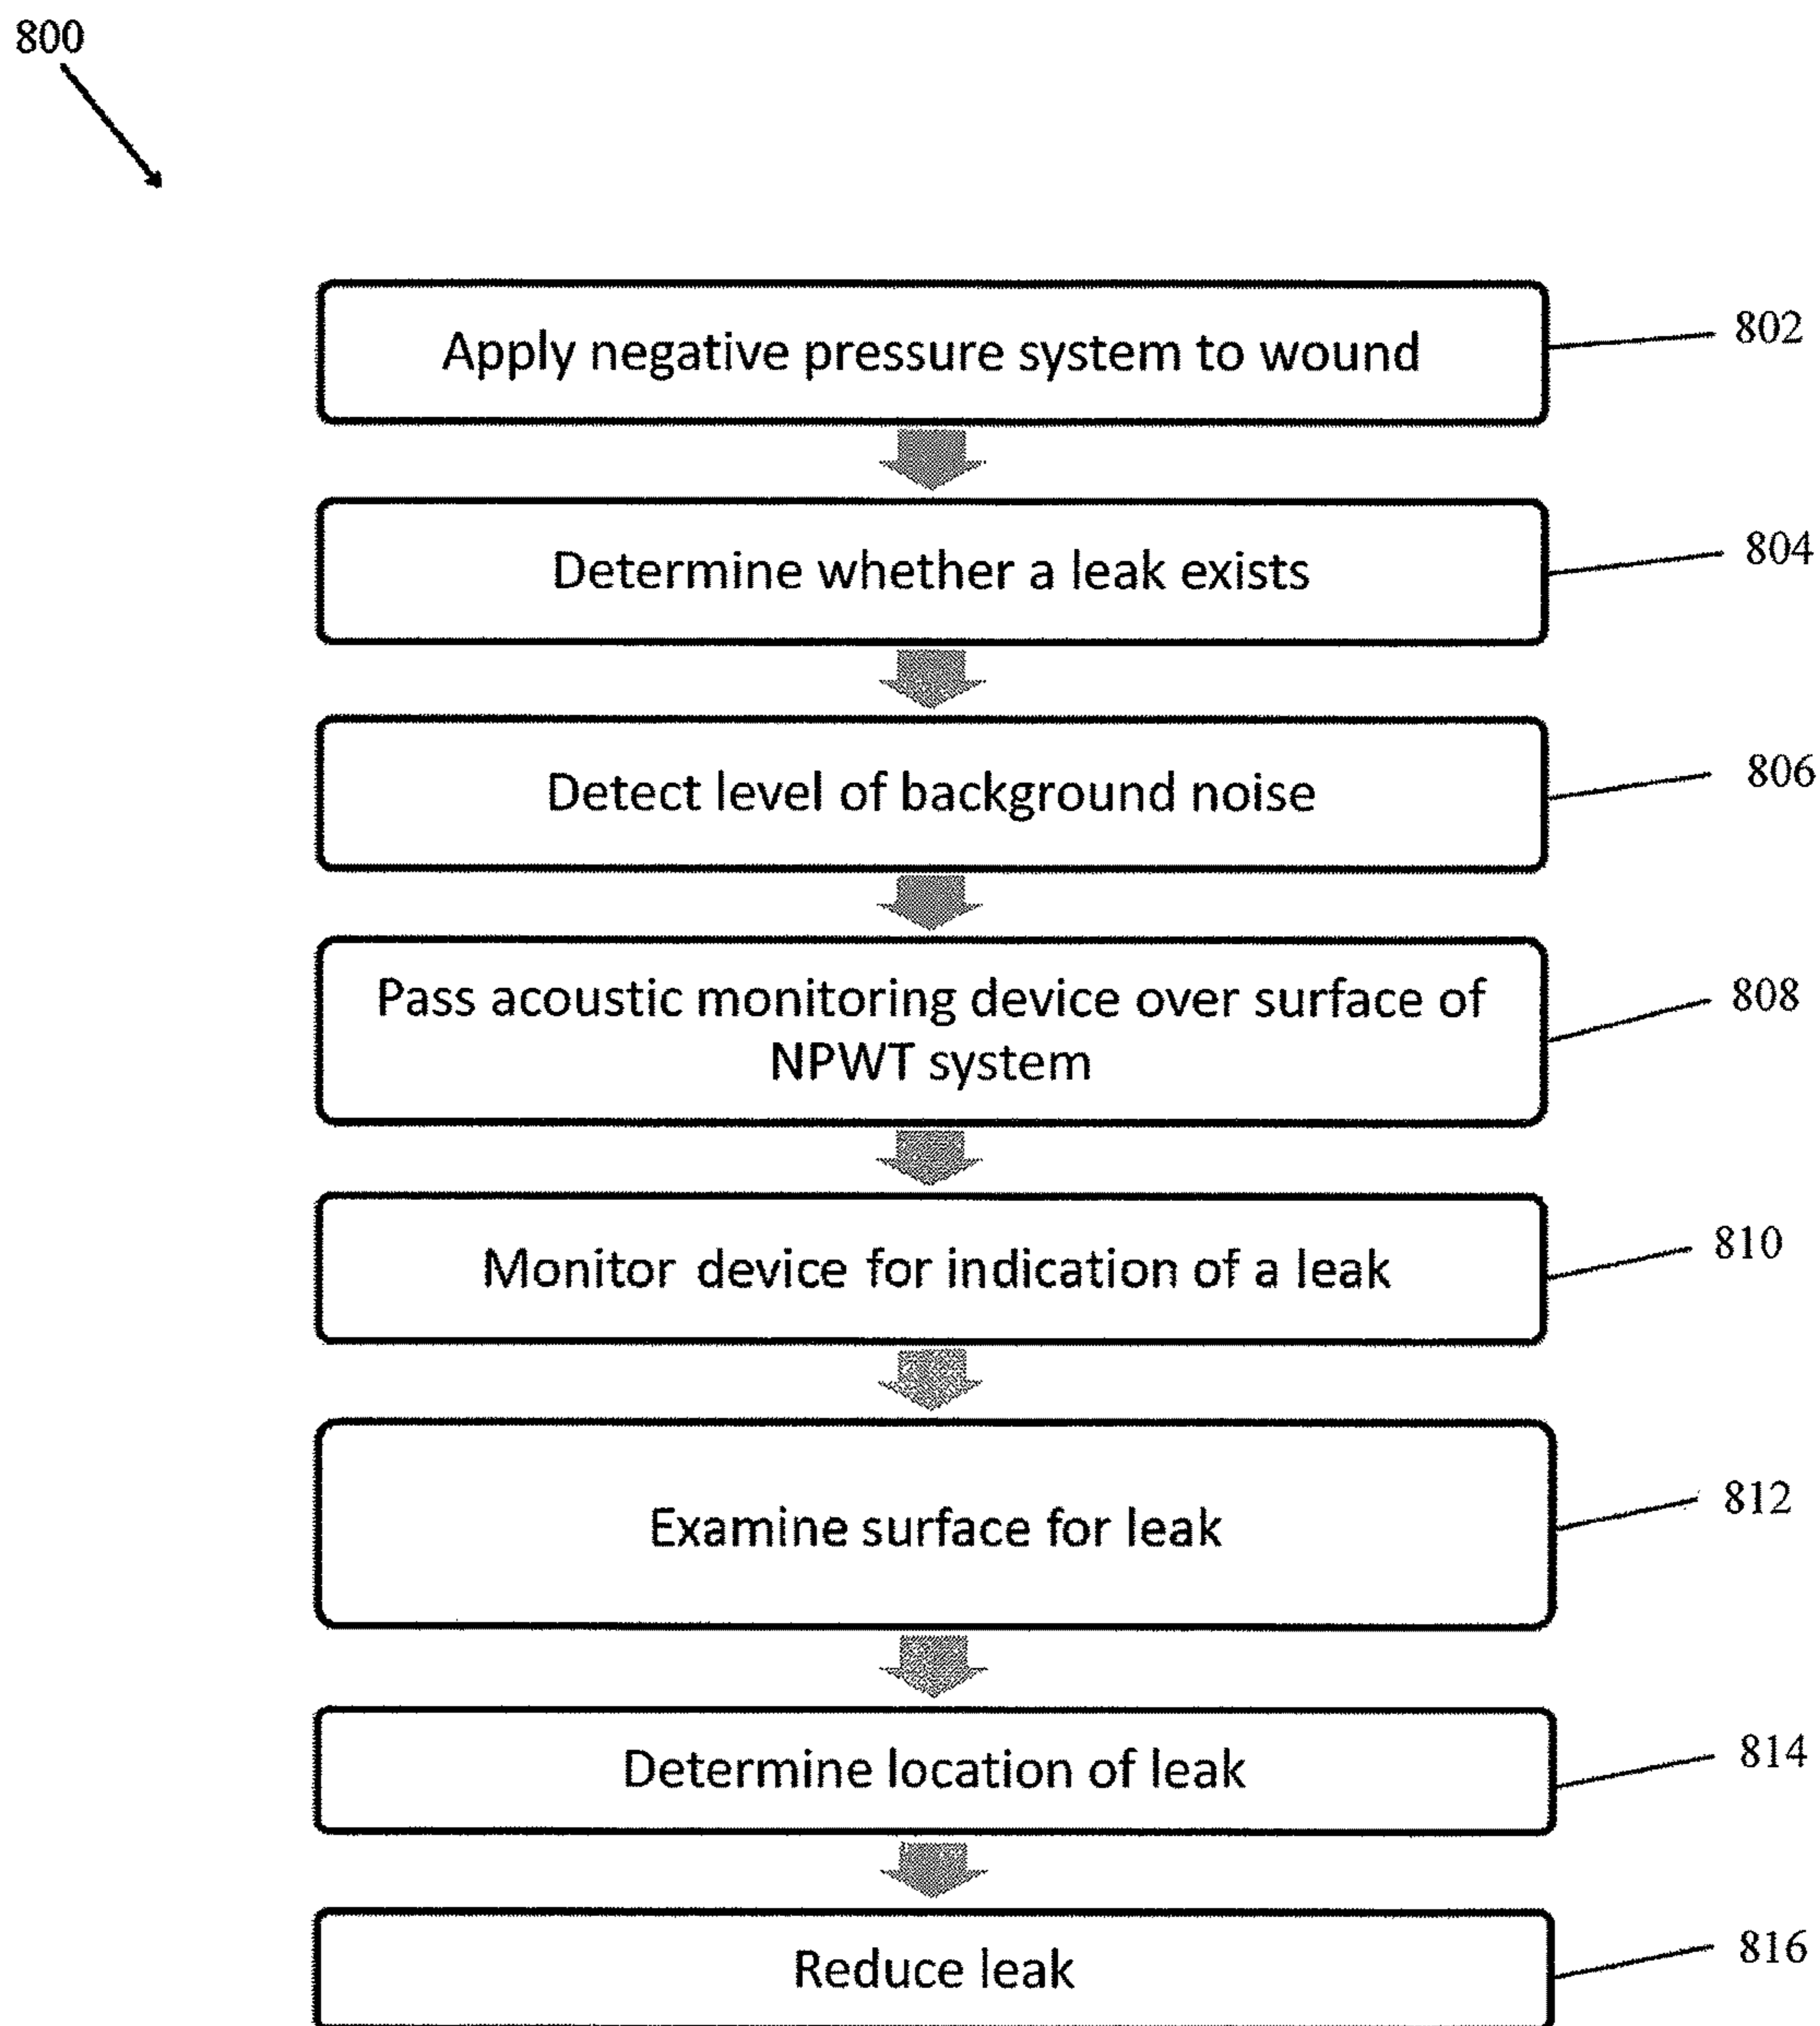 800
Apply negative pressure system to wound
802
Determine whether a leak exists
804
Detect level of background noise
806
Pass acoustic monitoring device over surface of
NPWT system
808
Monitor device for indication of a leak
810
Examine surface for leak
812
Determine location of leak
814
Reduce leak
816